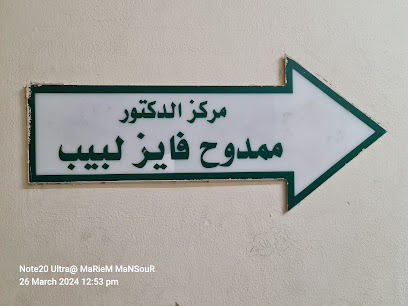 مركز الدكتور
ممدوح فايز لبيب
Note20 Ultra@ MaRieM MaNSouR
26 March 2024 12:53 pm